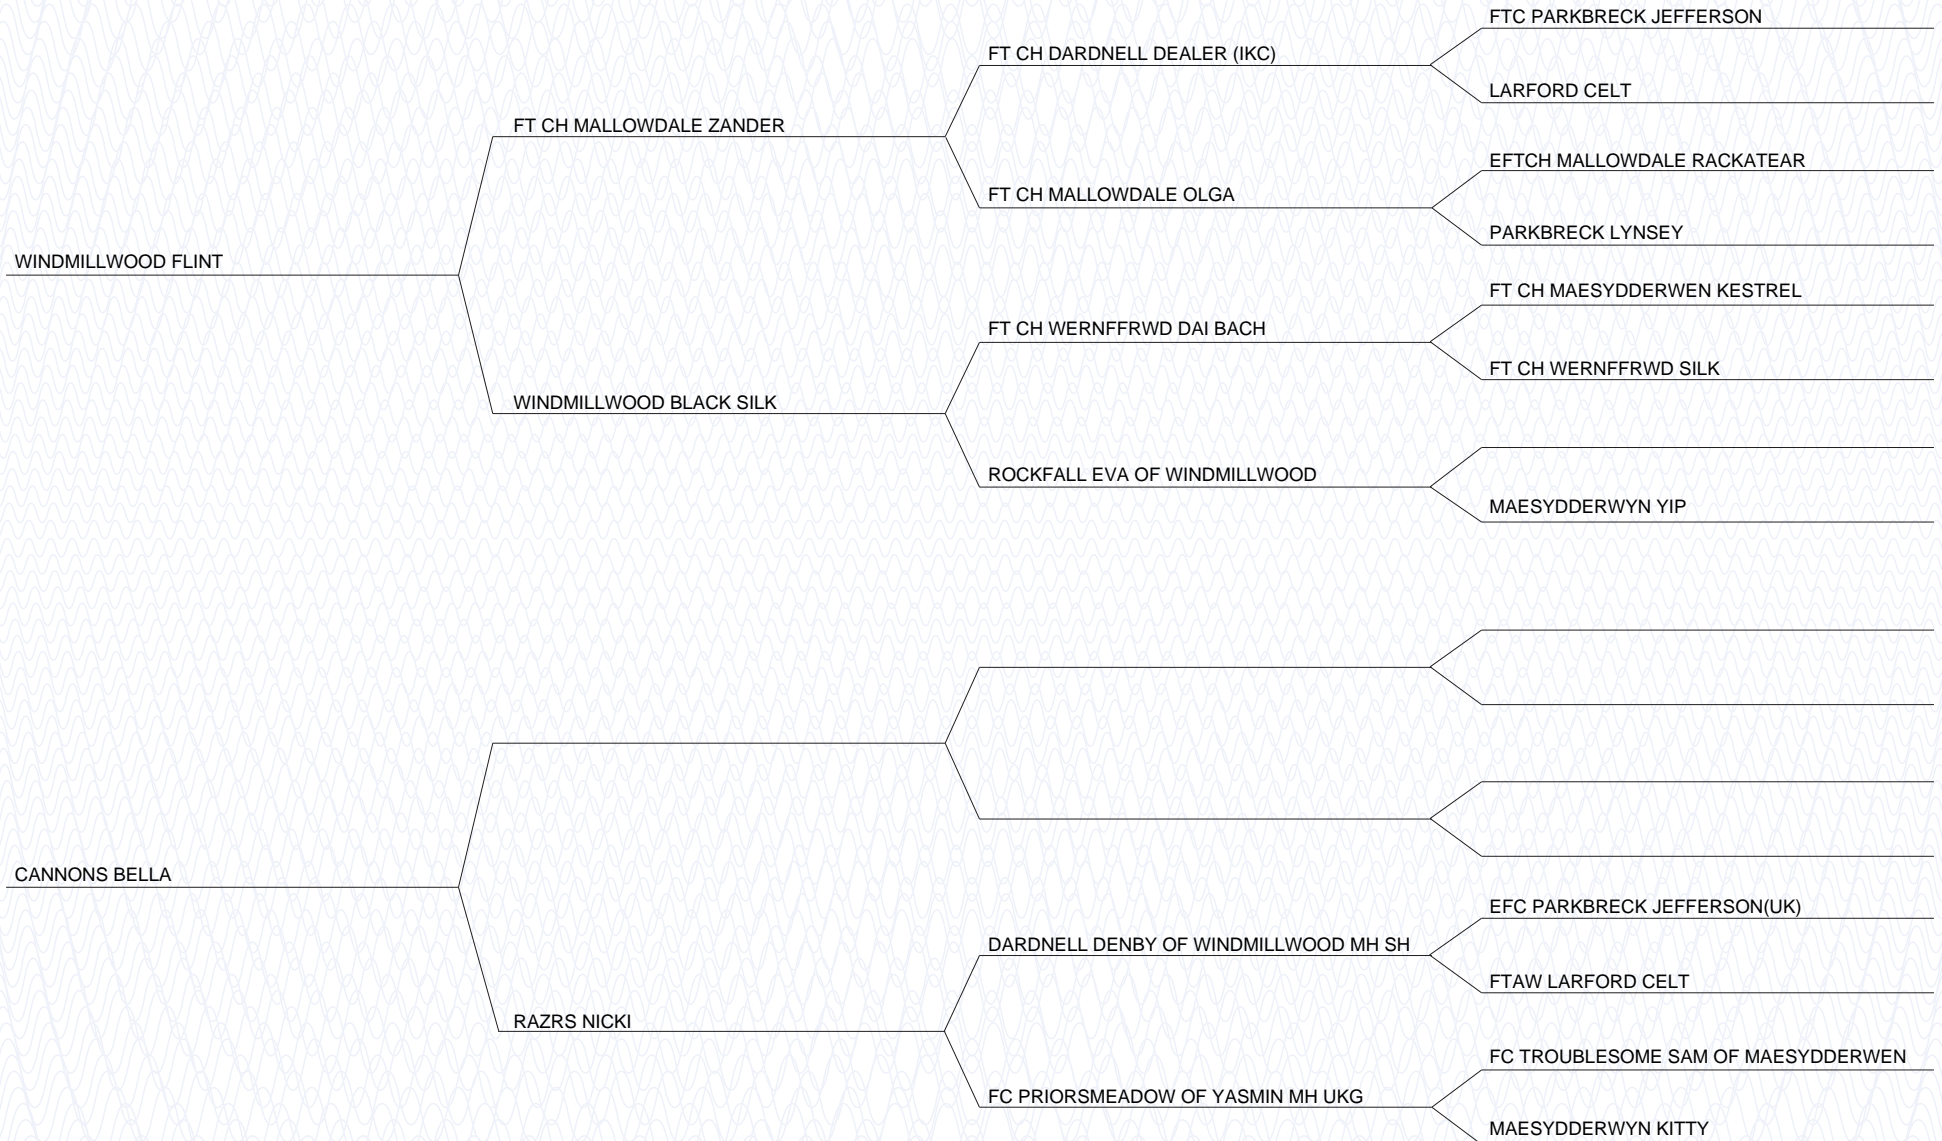 FTC PARKBRECK JEFFERSON
FT CH DARDNELL DEALER (IKC)
LARFORD CELT
FT CH MALLOWDALE ZANDER
EFTCH MALLOWDALE RACKATEAR
FT CH MALLOWDALE OLGA
PARKBRECK LYNSEY
WINDMILLWOOD FLINT
FT CH MAESYDDERWEN KESTREL
FT CH WERNFFRWD DAI BACH
FT CH WERNFFRWD SILK
WINDMILLWOOD BLACK SILK
ROCKFALL EVA OF WINDMILLWOOD
MAESYDDERWYN YIP
CANNONS BELLA
EFC PARKBRECK JEFFERSON(UK)
DARDNELL DENBY OF WINDMILLWOOD MH SH
FTAW LARFORD CELT
RAZRS NICKI
FC TROUBLESOME SAM OF MAESYDDERWEN
FC PRIORSMEADOW OF YASMIN MH UKG
MAESYDDERWYN KITTY